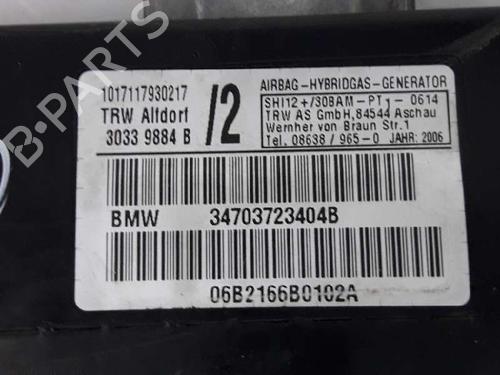 1017117930217
TRW Alfdorf
3033 9884 B
/2
AIRBAG-HYBRIDGAS-GENERATOR
SHI12+/30BAM-PT1-0614
TRW AS GmbH,84544 Aschau
Wernher von Braun Str.1
Tel. 08638/965-0 JAHR: 2006
BMW 34703723404B
06B2166B0102A